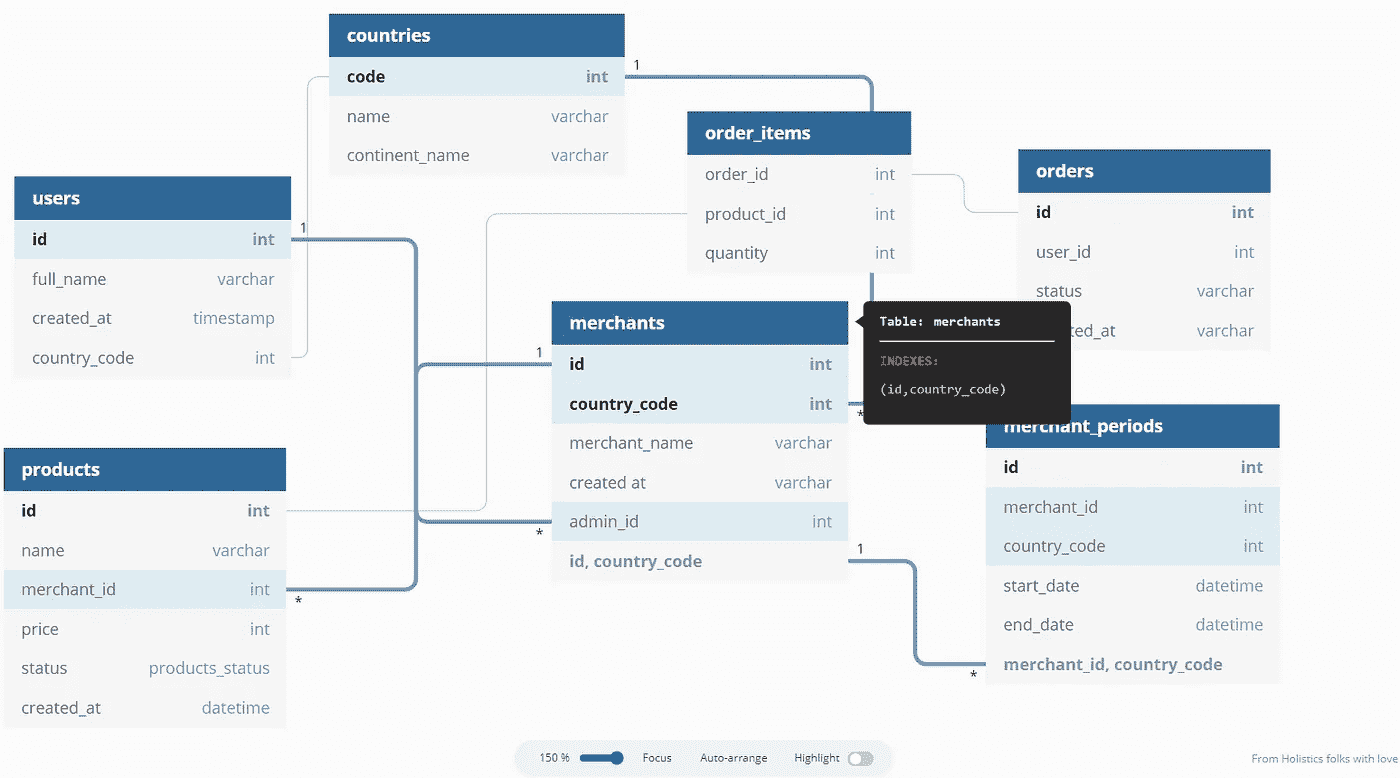 countries
code int
name varchar
continent_name varchar
1
users
id int
full_name varchar
created_at timestamp
country_code int
1
order_items
order_id int
product_id int
quantity int
orders
id int
user_id int
status varchar
ted_at varchar
merchants
id int
country_code int
merchant_name varchar
created at varchar
admin_id int
id, country_code
1
*
*
1
Table: merchants
INDEXES:
(id,country_code)
products
id int
name varchar
merchant_id int
price int
status products_status
created_at datetime
*
merchant_periods
id int
merchant_id int
country_code int
start_date datetime
end_date datetime
merchant_id, country_code
*
150 % Focus Auto-arrange Highlight
From Holistics folks with love